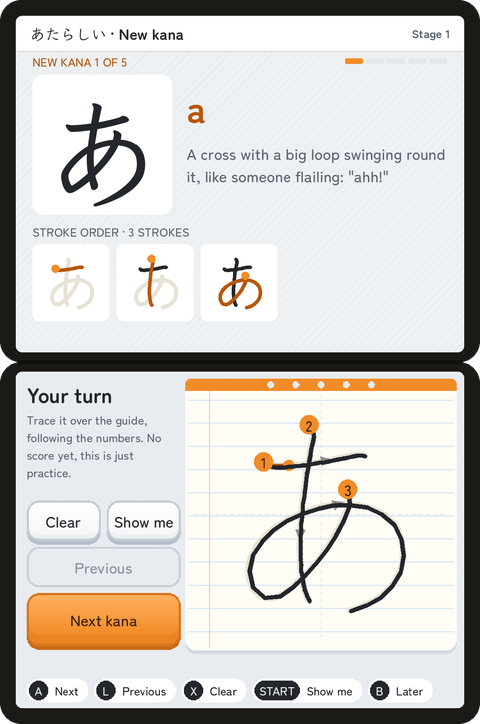 あたらしい・New kana
Stage 1
NEW KANA 1 OF 5
あ
a
A cross with a big loop swinging round
it, like someone flailing: "ahh!"
STROKE ORDER · 3 STROKES
あ あ あ
Your turn
Trace it over the guide,
following the numbers. No
score yet, this is just
practice.
Clear
Show me
Previous
Next kana
1
2
3
あ
A Next
L Previous
X Clear
START Show me
B Later